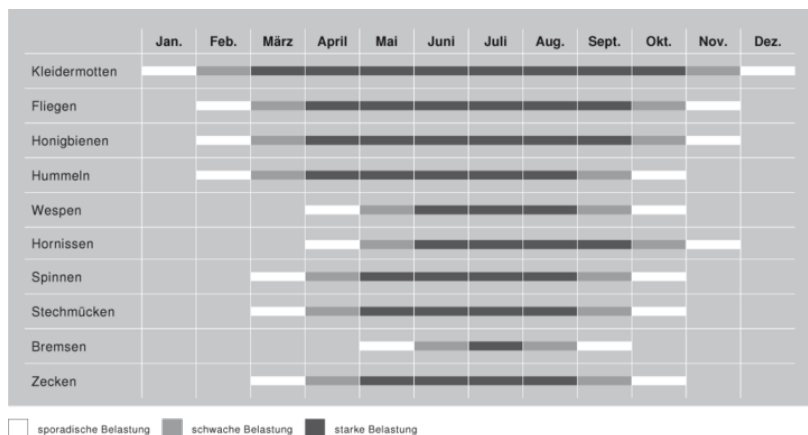 Jan. Feb. März April Mai Juni Juli Aug. Sept. Okt. Nov. Dez.
Kleidermotten
Fliegen
Honigbienen
Hummeln
Wespen
Hornissen
Spinnen
Stechmücken
Bremsen
Zecken
sporadische Belastung schwache Belastung starke Belastung